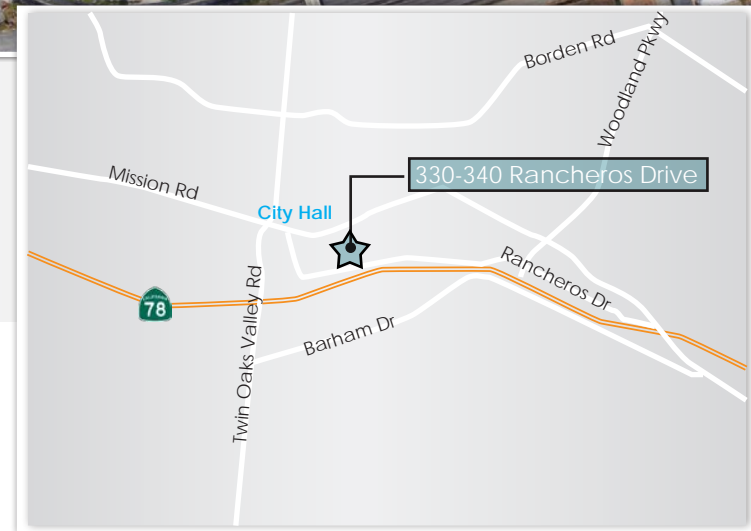 Borden Rd
Woodland Pkwy
Mission Rd
330-340 Rancheros Drive
City Hall
Rancheros Dr
78
Twin Oaks Valley Rd
Barham Dr